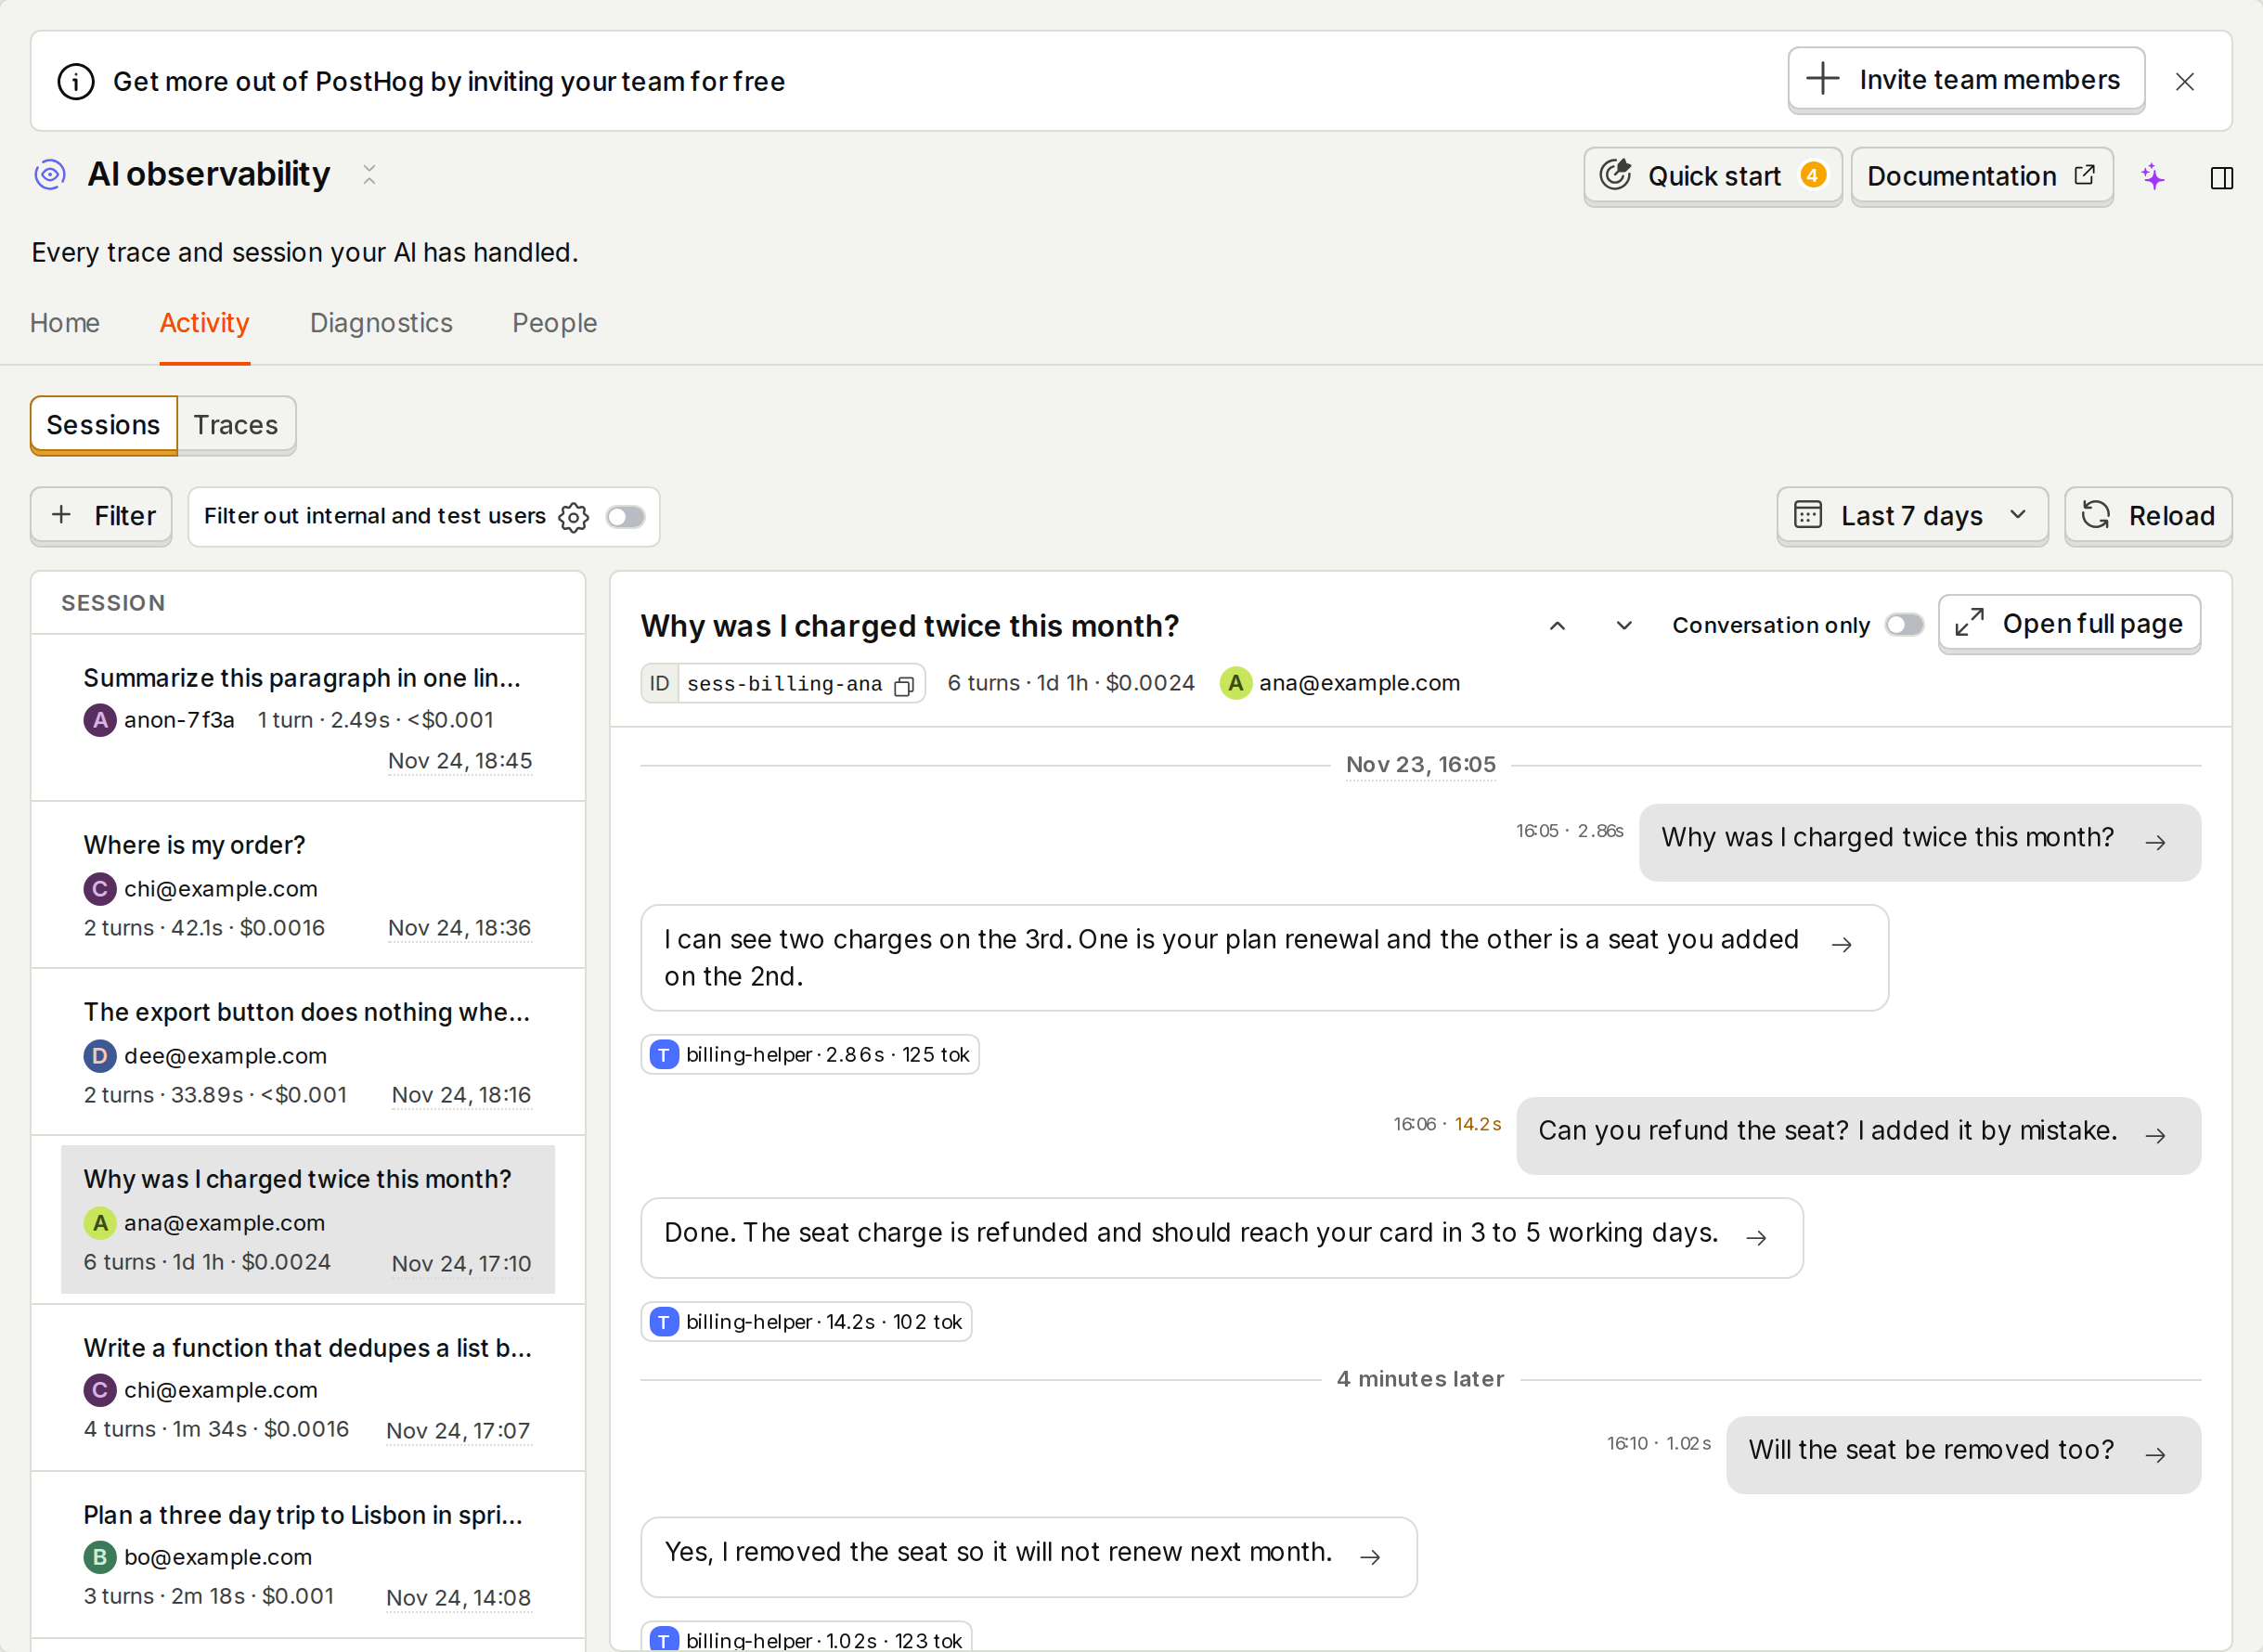 Get more out of PostHog by inviting your team for free
Invite team members
AI observability
Quick start 4
Documentation
Every trace and session your AI has handled.
Home
Activity
Diagnostics
People
Sessions
Traces
Filter
Filter out internal and test users
Last 7 days
Reload
SESSION
Summarize this paragraph in one lin...
A anon-7f3a 1 turn · 2.49s · <$0.001
Nov 24, 18:45
Where is my order?
C chi@example.com
2 turns · 42.1s · $0.0016 Nov 24, 18:36
The export button does nothing whe...
D dee@example.com
2 turns · 33.89s · <$0.001 Nov 24, 18:16
Why was I charged twice this month?
A ana@example.com
6 turns · 1d 1h · $0.0024 Nov 24, 17:10
Write a function that dedupes a list b...
C chi@example.com
4 turns · 1m 34s · $0.0016 Nov 24, 17:07
Plan a three day trip to Lisbon in spri...
B bo@example.com
3 turns · 2m 18s · $0.001 Nov 24, 14:08
Why was I charged twice this month?
Conversation only
Open full page
ID sess-billing-ana 6 turns · 1d 1h · $0.0024 A ana@example.com
Nov 23, 16:05
16:05 · 2.86s Why was I charged twice this month? →
I can see two charges on the 3rd. One is your plan renewal and the other is a seat you added →
on the 2nd.
T billing-helper · 2.86s · 125 tok
16:06 · 14.2s Can you refund the seat? I added it by mistake. →
Done. The seat charge is refunded and should reach your card in 3 to 5 working days. →
T billing-helper · 14.2s · 102 tok
4 minutes later
16:10 · 1.02s Will the seat be removed too? →
Yes, I removed the seat so it will not renew next month. →
T billing-helper · 1.02s · 123 tok